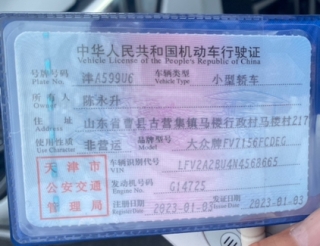 中华人民共和国机动车行驶证
Vehicle License of the People's Republic of China
号牌号码 Plate No. 津A599U6 车辆类型 Vehicle Type 小型轿车
所有人 Owner 陈永升
住址 Address 山东省曹县古营集镇马楼行政村马楼村217
使用性质 Use Character 非营运 品牌型号 Model 大众牌FV7156FCDEG
天津市公安交通管理局
车辆识别代号 VIN LFV2A2BU4N4568665
发动机号码 Engine No. G14725
注册日期 Register Date 2023-01-03 发证日期 Issue Date 2023-01-03